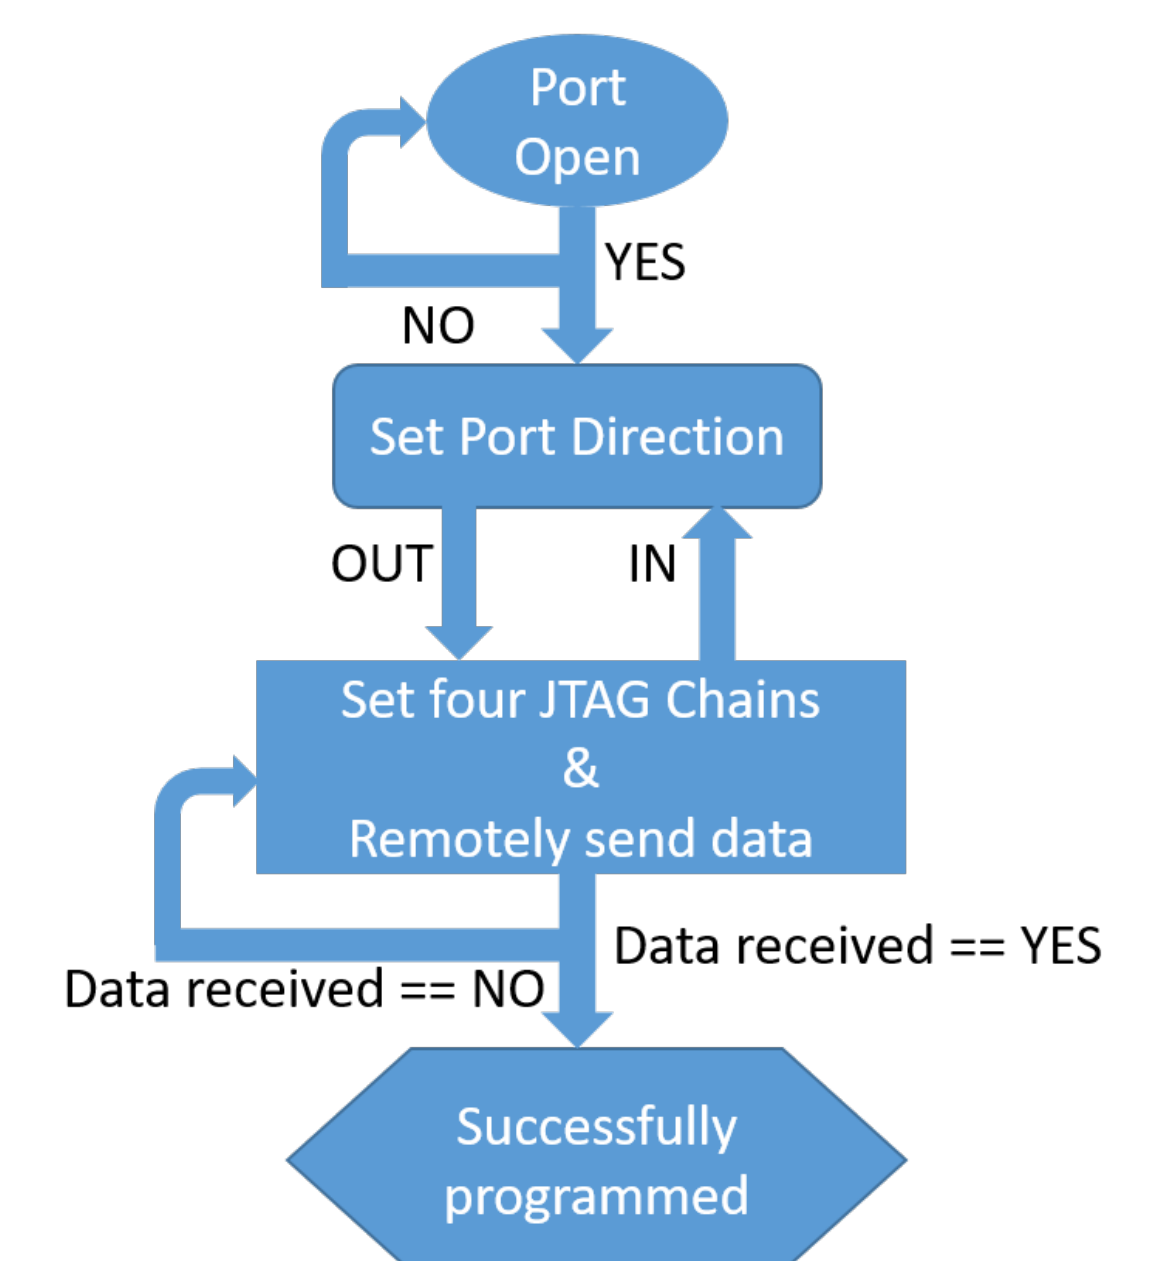 Port
Open
YES
NO
Set Port Direction
OUT
IN
Set four JTAG Chains
&
Remotely send data
Data received == YES
Data received == NO
Successfully
programmed